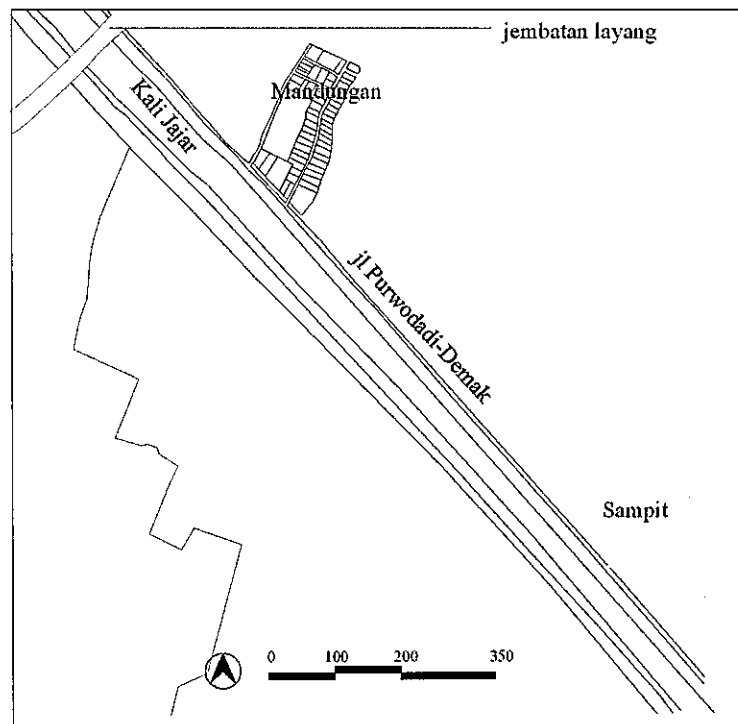 jembatan layang
Mandungan
Kali Jajar
jl Purwodadi-Demak
Sampit
0 100 200 350